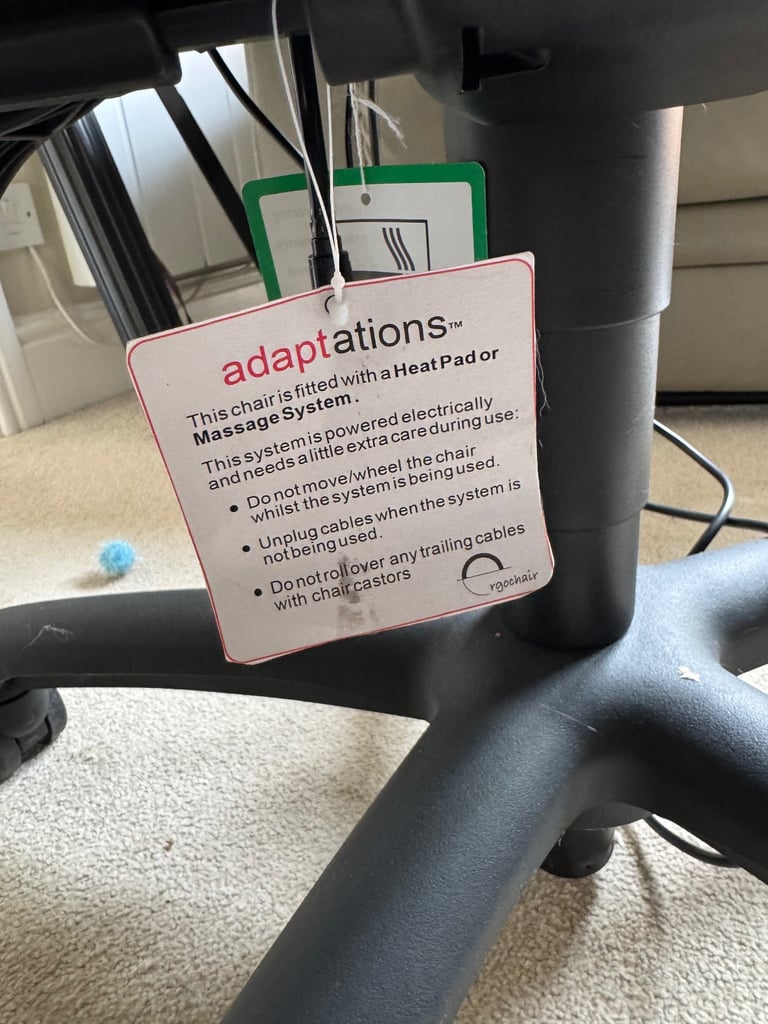 adaptations™
This chair is fitted with a Heat Pad or
Massage System.
This system is powered electrically
and needs a little extra care during use:
• Do not move/wheel the chair
whilst the system is being used.
• Unplug cables when the system is
not being used.
• Do not roll over any trailing cables
with chair castors
ergochair